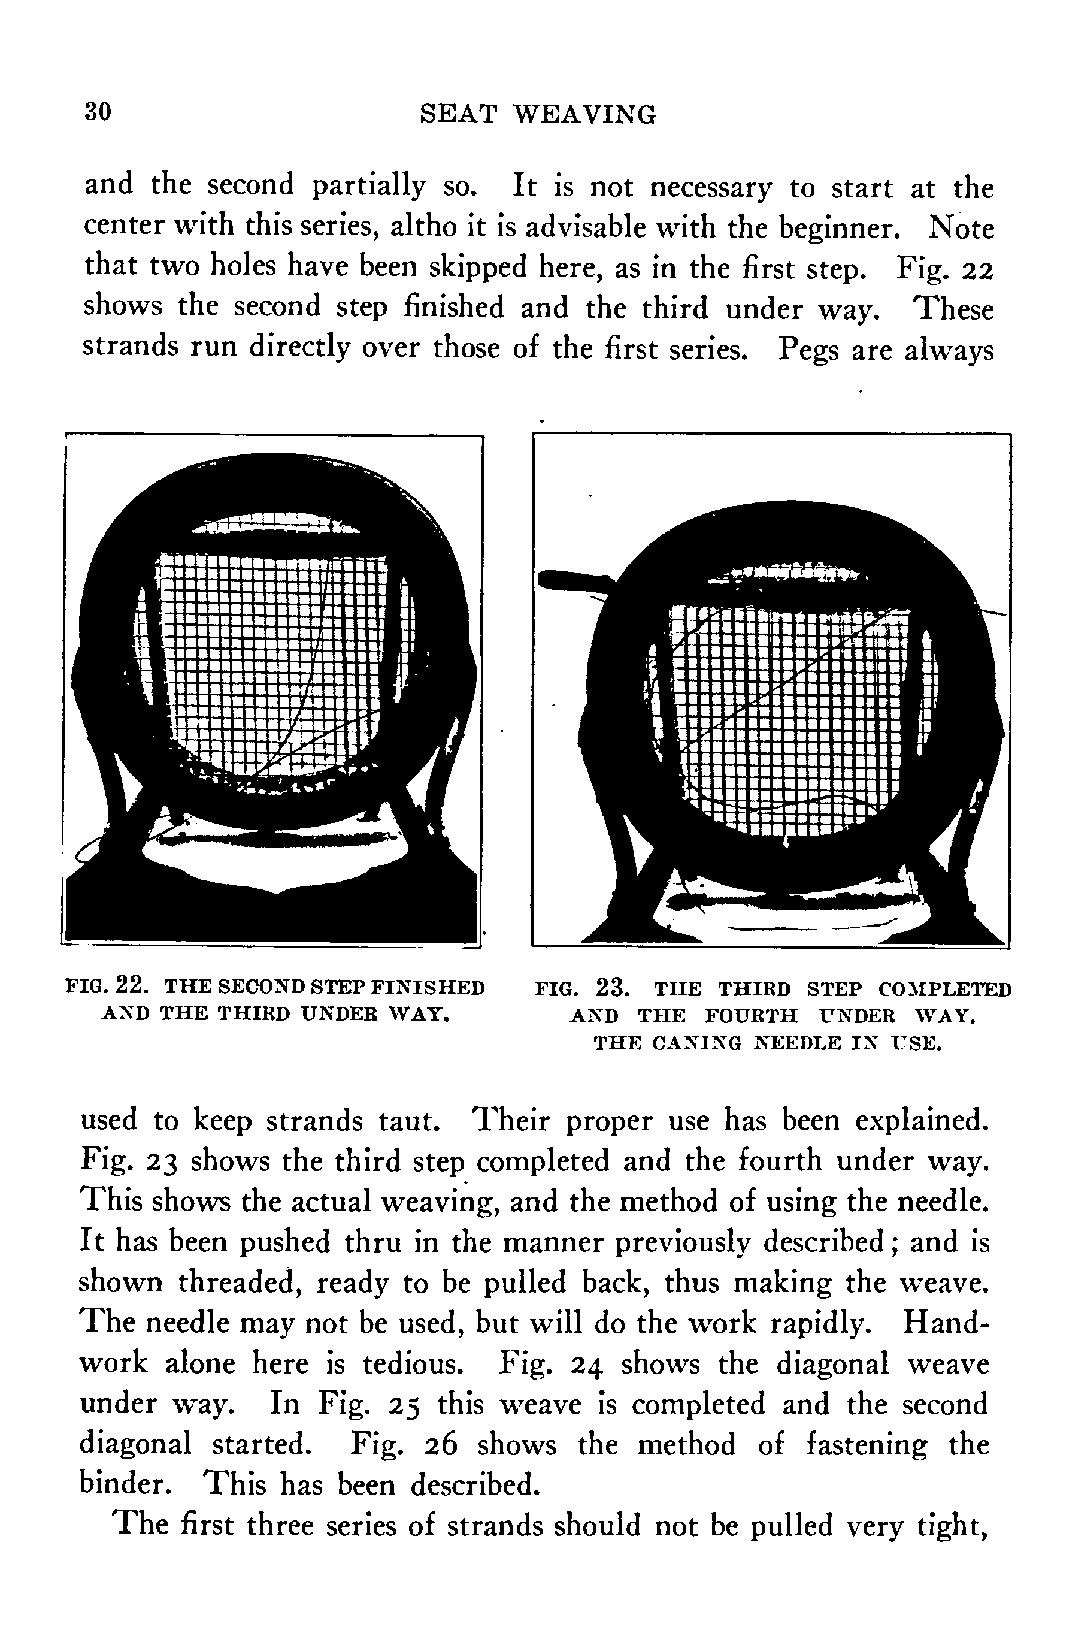 30
SEAT WEAVING
and the second partially so. It is not necessary to start at the
center with this series, altho it is advisable with the beginner. Note
that two holes have been skipped here, as in the first step. Fig. 22
shows the second step finished and the third under way. These
strands run directly over those of the first series. Pegs are always
FIG. 22. THE SECOND STEP FINISHED
AND THE THIRD UNDER WAY.
FIG. 23. THE THIRD STEP COMPLETED
AND THE FOURTH UNDER WAY.
THE CANING NEEDLE IN USE.
used to keep strands taut. Their proper use has been explained.
Fig. 23 shows the third step completed and the fourth under way.
This shows the actual weaving, and the method of using the needle.
It has been pushed thru in the manner previously described; and is
shown threaded, ready to be pulled back, thus making the weave.
The needle may not be used, but will do the work rapidly. Hand-
work alone here is tedious. Fig. 24 shows the diagonal weave
under way. In Fig. 25 this weave is completed and the second
diagonal started. Fig. 26 shows the method of fastening the
binder. This has been described.
The first three series of strands should not be pulled very tight,